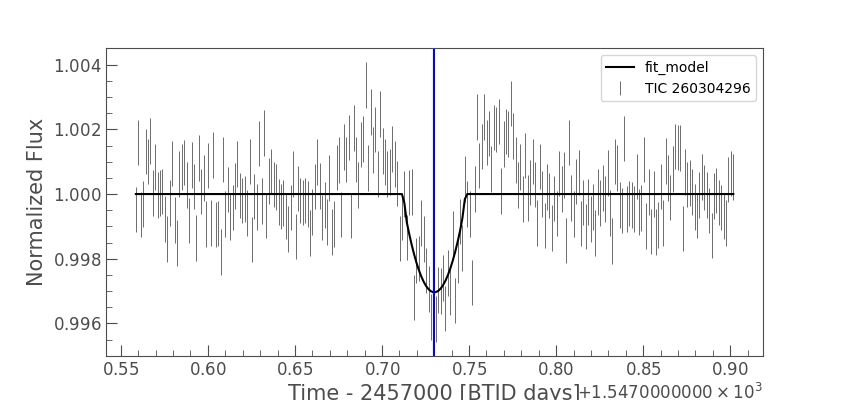 1.004
1.002
1.000
0.998
0.996
Normalized Flux
fit_model
TIC 260304296
0.55 0.60 0.65 0.70 0.75 0.80 0.85 0.90
Time - 2457000 [BTJD days]
+1.5470000000 × 10³